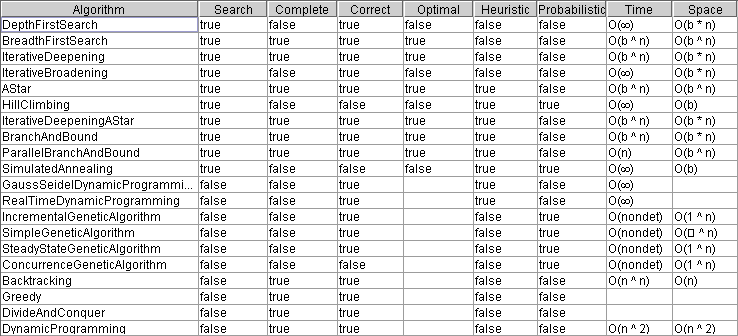 Algorithm Search Complete Correct Optimal Heuristic Probabilistic Time Space
DepthFirstSearch true false true false false false O(∞) O(b * n)
BreadthFirstSearch true true true true false false O(b ^ n) O(b ^ n)
IterativeDeepening true true true true false false O(b ^ n) O(b * n)
IterativeBroadening true false true false false false O(∞) O(b * n)
AStar true true true true true false O(b ^ n) O(b ^ n)
HillClimbing true false false false true true O(∞) O(b)
IterativeDeepeningAStar true true true true true false O(b ^ n) O(b * n)
BranchAndBound true true true true true false O(b ^ n) O(b * n)
ParallelBranchAndBound true true true true true false O(n) O(b ^ n)
SimulatedAnnealing true false false false true true O(∞) O(b)
GaussSeidelDynamicProgrammi... false false true true false O(∞)
RealTimeDynamicProgramming false false true true false O(∞)
IncrementalGeneticAlgorithm false true true false true O(nondet) O(1 ^ n)
SimpleGeneticAlgorithm false true true false true O(nondet) O(□ ^ n)
SteadyStateGeneticAlgorithm false true true false true O(nondet) O(1 ^ n)
ConcurrenceGeneticAlgorithm false false false false true O(nondet) O(1 ^ n)
Backtracking false true true false false O(n ^ n) O(n)
Greedy false true true false false
DivideAndConquer false true true false false
DynamicProgramming false true true false false O(n ^ 2) O(n ^ 2)